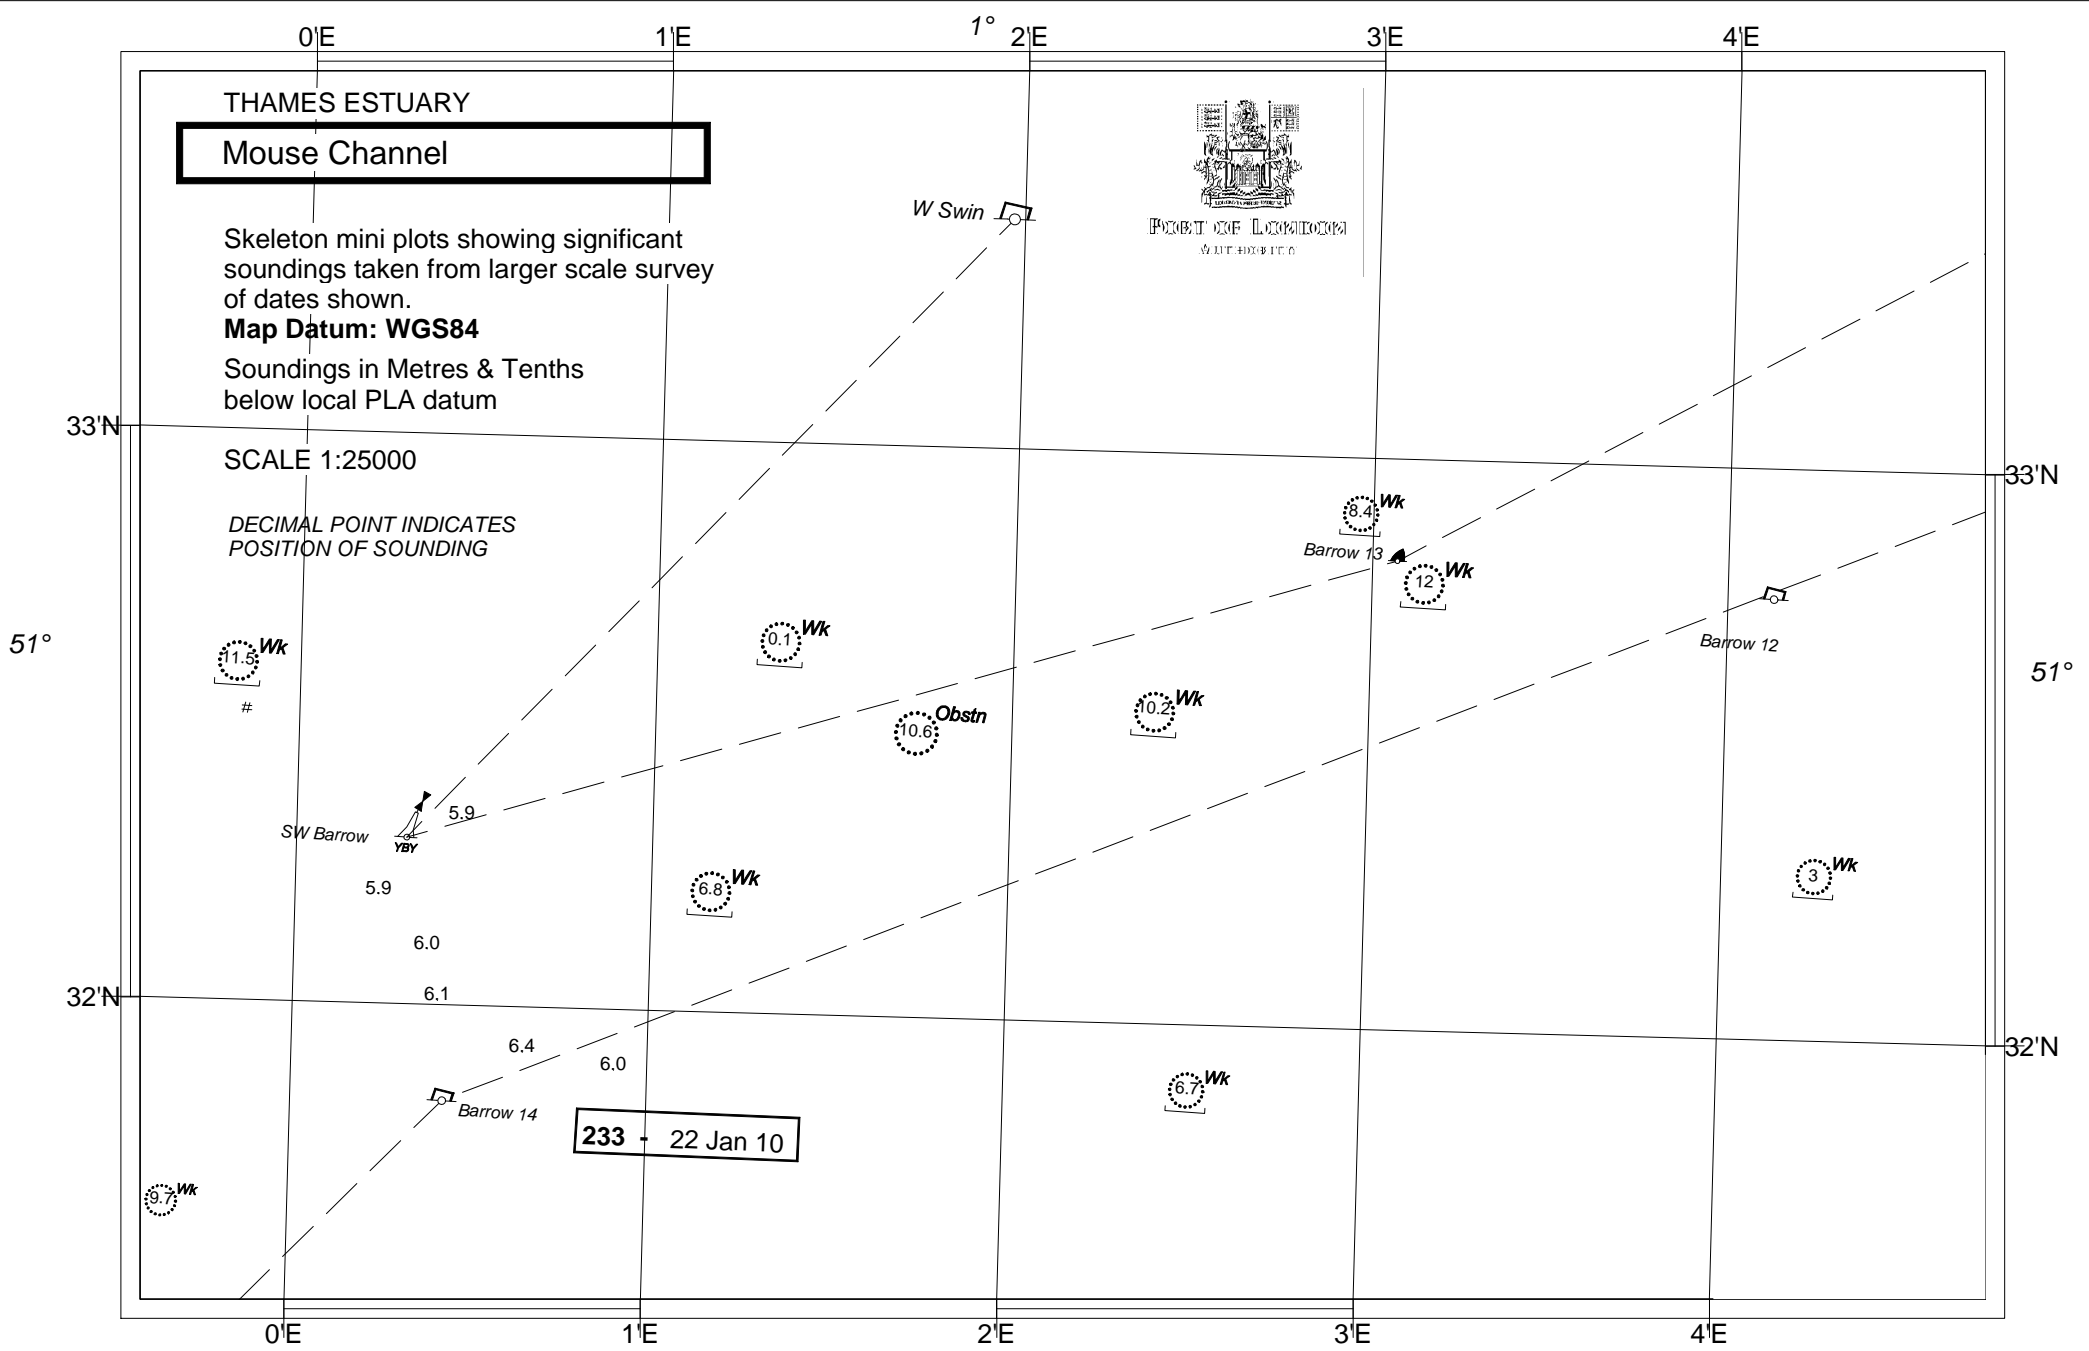 1°
0'E 1'E 2'E 3'E 4'E
THAMES ESTUARY
Mouse Channel
Skeleton mini plots showing significant
soundings taken from larger scale survey
of dates shown.
Map Datum: WGS84
Soundings in Metres & Tenths
below local PLA datum
SCALE 1:25000
DECIMAL POINT INDICATES
POSITION OF SOUNDING
PORT OF LONDON
AUTHORITY
W Swin
33'N
33'N
8.4 Wk
Barrow 13
12 Wk
Barrow 12
51°
51°
11.5 Wk
#
0.1 Wk
10.2 Wk
10.6 Obstn
5.9
SW Barrow
YBY
5.9
6.8 Wk
3 Wk
6.0
6.1
32'N
32'N
6.4
6.0
6.7 Wk
Barrow 14
233 - 22 Jan 10
9.7 Wk
0'E 1'E 2'E 3'E 4'E